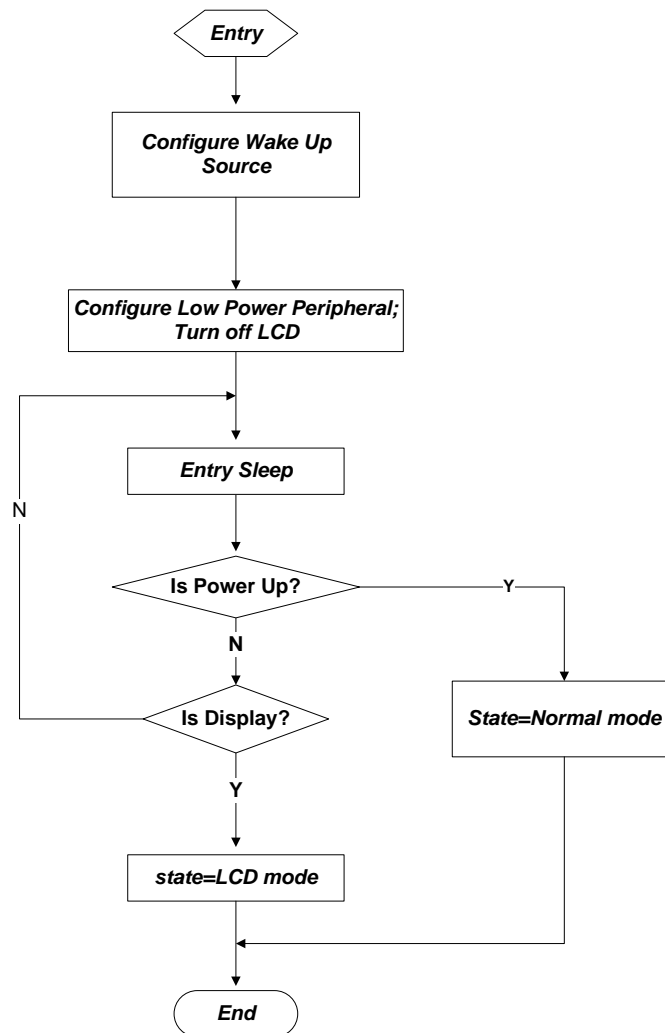 Entry
Configure Wake Up
Source
Configure Low Power Peripheral;
Turn off LCD
Entry Sleep
N
Is Power Up?
Y
N
Is Display?
State=Normal mode
Y
state=LCD mode
End